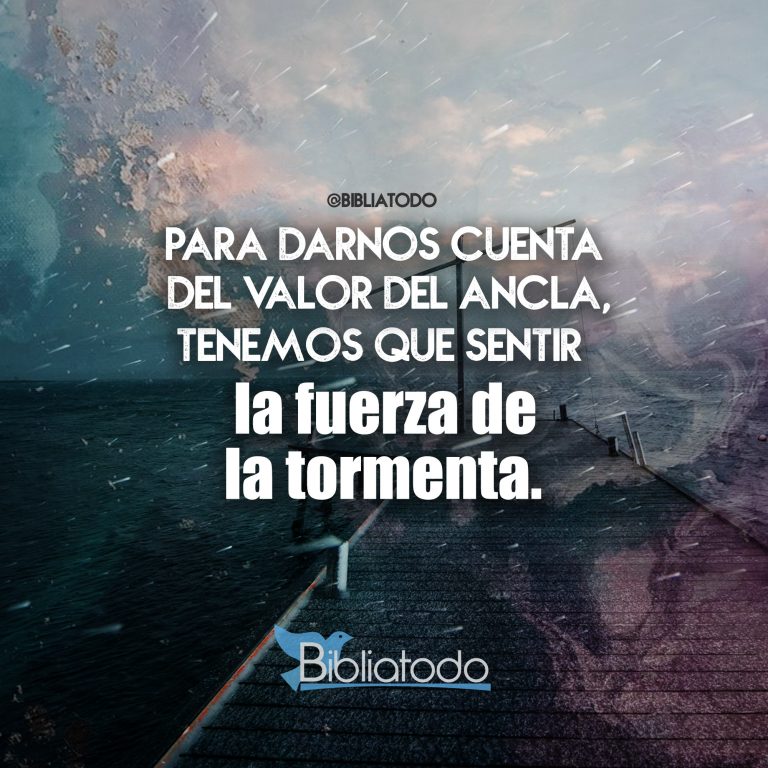 @BIBLIATODO
PARA DARNOS CUENTA
DEL VALOR DEL ANCLA,
TENEMOS QUE SENTIR
la fuerza de
la tormenta.
Bibliatodo